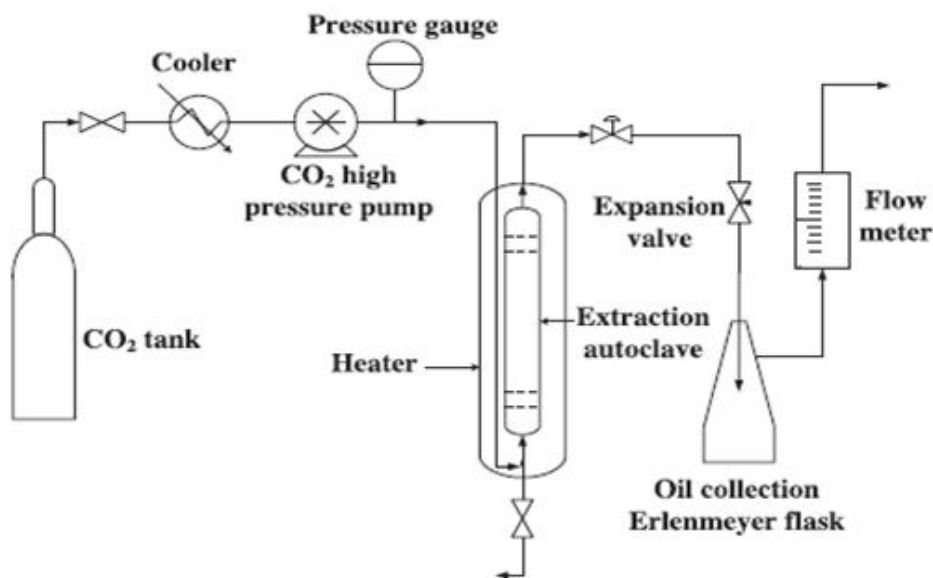 Pressure gauge
Cooler
CO₂ high
pressure pump
CO₂ tank
Heater
Expansion
valve
Extraction
autoclave
Flow
meter
Oil collection
Erlenmeyer flask